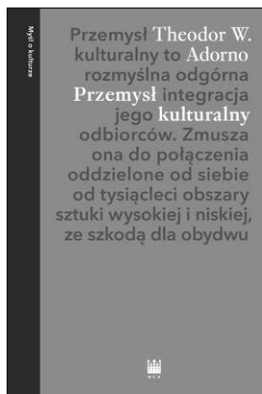 Myśl o kulturze
Przemysł Theodor W.
kulturalny to Adorno
rozmyślna odgórna
Przemysł integracja
jego kulturalny
odbiorców. Zmusza
ona do połączenia
oddzielone od siebie
od tysiącleci obszary
sztuki wysokiej i niskiej,
ze szkodą dla obydwu
NCK